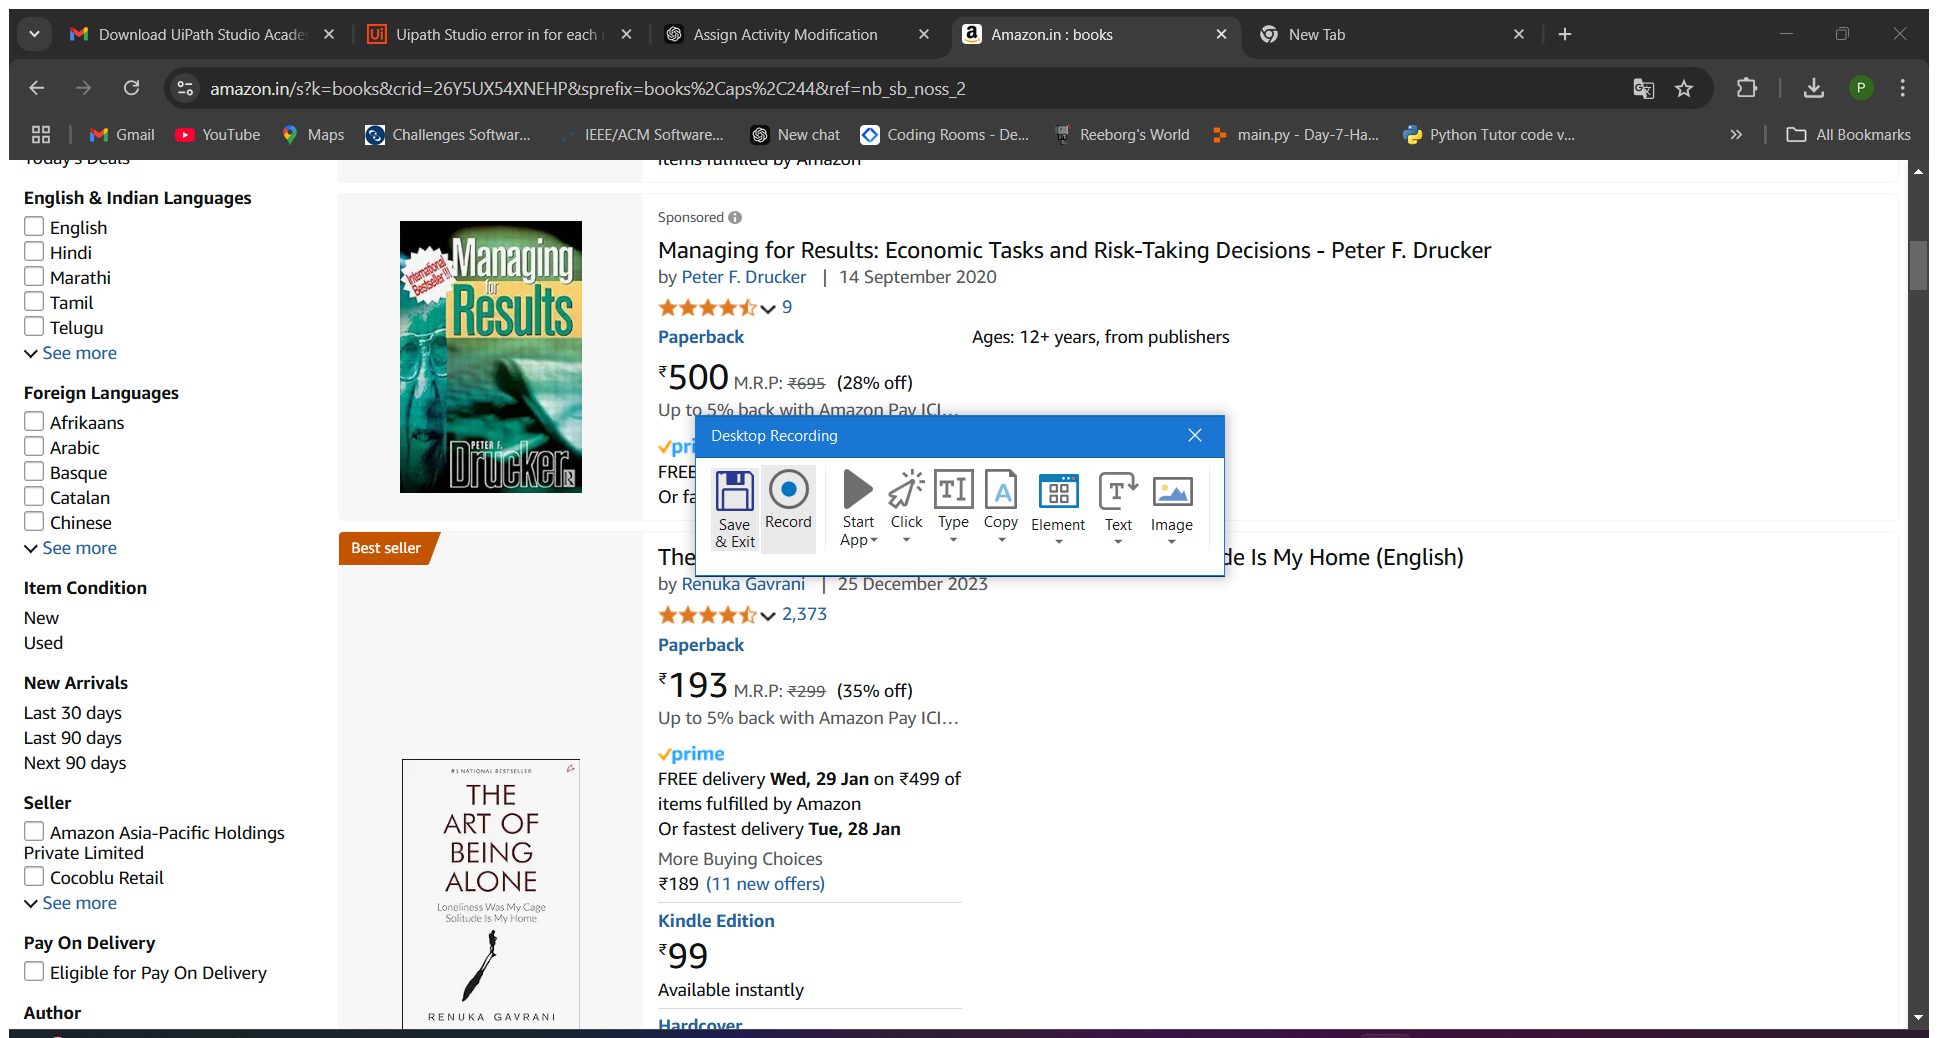 Download UiPath Studio Acade
Uipath Studio error in for each
Assign Activity Modification
Amazon.in : books
New Tab
amazon.in/s?k=books&crid=26Y5UX54XNEHP&sprefix=books%2Caps%2C244&ref=nb_sb_noss_2
P
Gmail
YouTube
Maps
Challenges Softwar...
IEEE/ACM Software...
New chat
Coding Rooms - De...
Reeborg's World
main.py - Day-7-Ha...
Python Tutor code v...
All Bookmarks
Today's Deals
English & Indian Languages
English
Hindi
Marathi
Tamil
Telugu
See more
Foreign Languages
Afrikaans
Arabic
Basque
Catalan
Chinese
See more
Item Condition
New
Used
New Arrivals
Last 30 days
Last 90 days
Next 90 days
Seller
Amazon Asia-Pacific Holdings
Private Limited
Cocoblu Retail
See more
Pay On Delivery
Eligible for Pay On Delivery
Author
items fulfilled by Amazon
International
Bestseller !!!
Managing
for
Results
PETER F.
Drucker
Sponsored
Managing for Results: Economic Tasks and Risk-Taking Decisions - Peter F. Drucker
by Peter F. Drucker | 14 September 2020
9
Paperback
Ages: 12+ years, from publishers
₹500 M.R.P: ₹695 (28% off)
Up to 5% back with Amazon Pay ICI...
pri
FREE
Or fa
Desktop Recording
Save
& Exit
Record
Start
App
Click
Type
Copy
Element
Text
Image
Best seller
The
de Is My Home (English)
by Renuka Gavrani | 25 December 2023
2,373
Paperback
₹193 M.R.P: ₹299 (35% off)
Up to 5% back with Amazon Pay ICI...
prime
FREE delivery Wed, 29 Jan on ₹499 of
items fulfilled by Amazon
Or fastest delivery Tue, 28 Jan
More Buying Choices
₹189 (11 new offers)
Kindle Edition
₹99
Available instantly
Hardcover
#1 NATIONAL BESTSELLER
THE
ART OF
BEING
ALONE
Loneliness Was My Cage
Solitude Is My Home
RENUKA GAVRANI